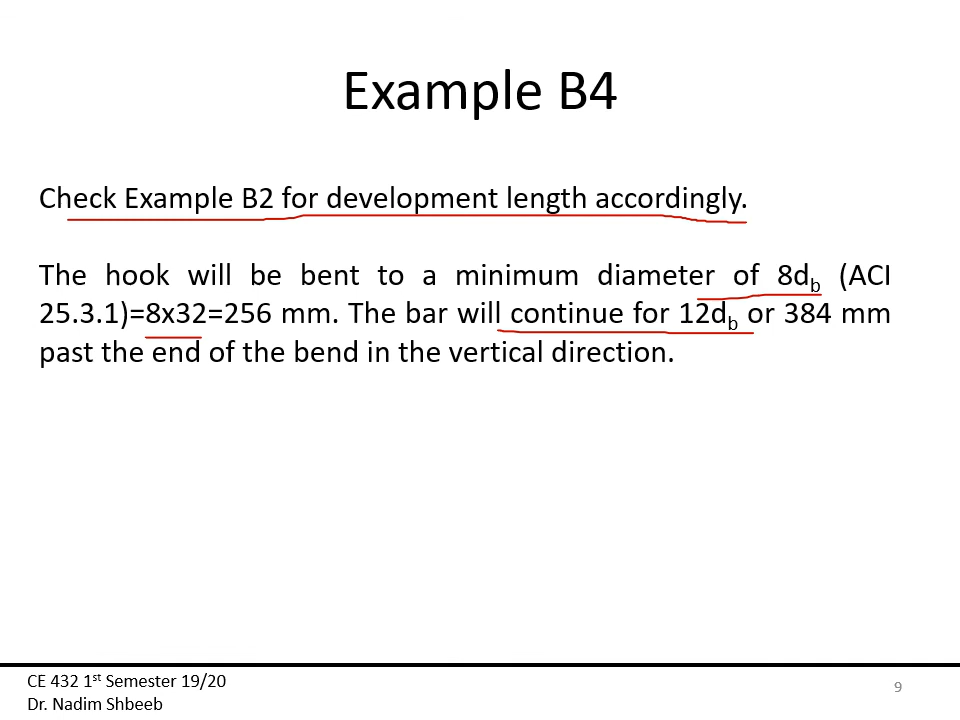 Example B4
Check Example B2 for development length accordingly.
The hook will be bent to a minimum diameter of 8db (ACI
25.3.1)=8x32=256 mm. The bar will continue for 12db or 384 mm
past the end of the bend in the vertical direction.
CE 432 1st Semester 19/20
Dr. Nadim Shbeeb
9